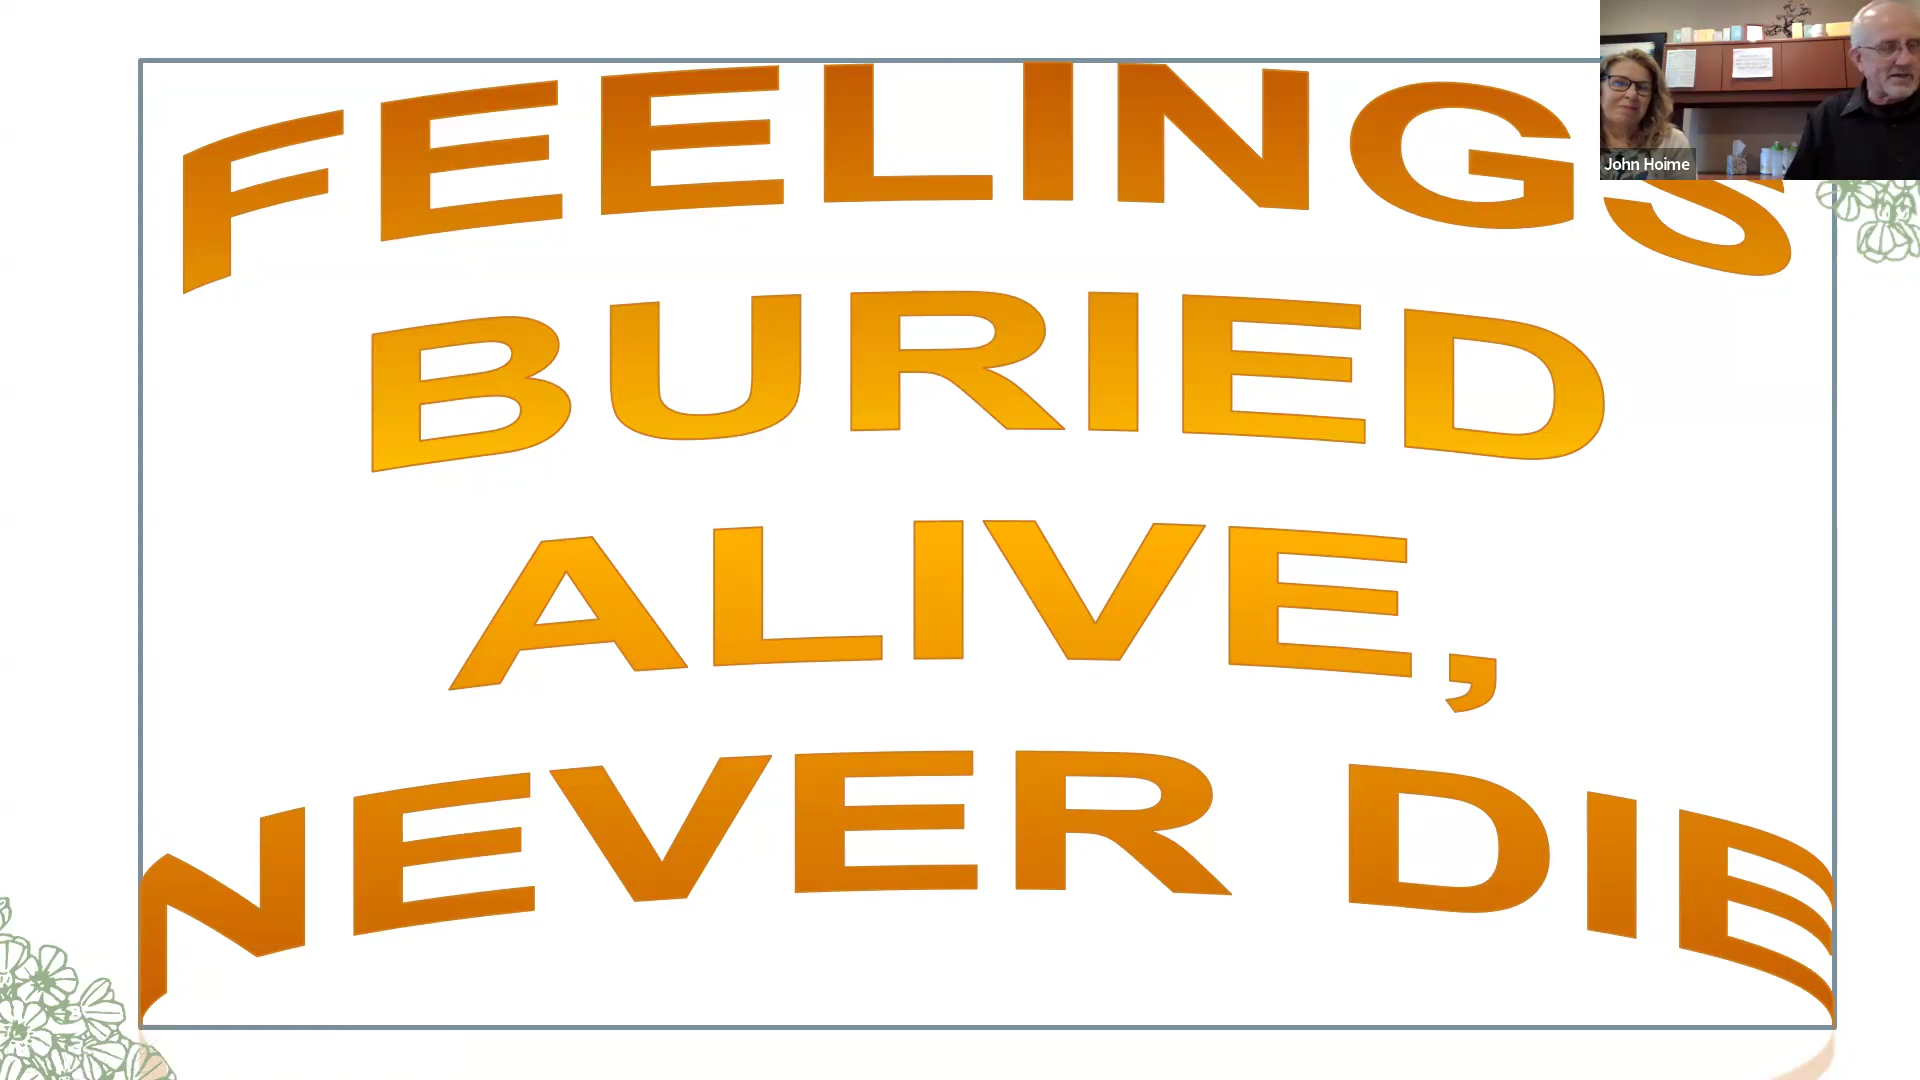 FEELINGS
BURIED
ALIVE,
NEVER DIE
John Hoime